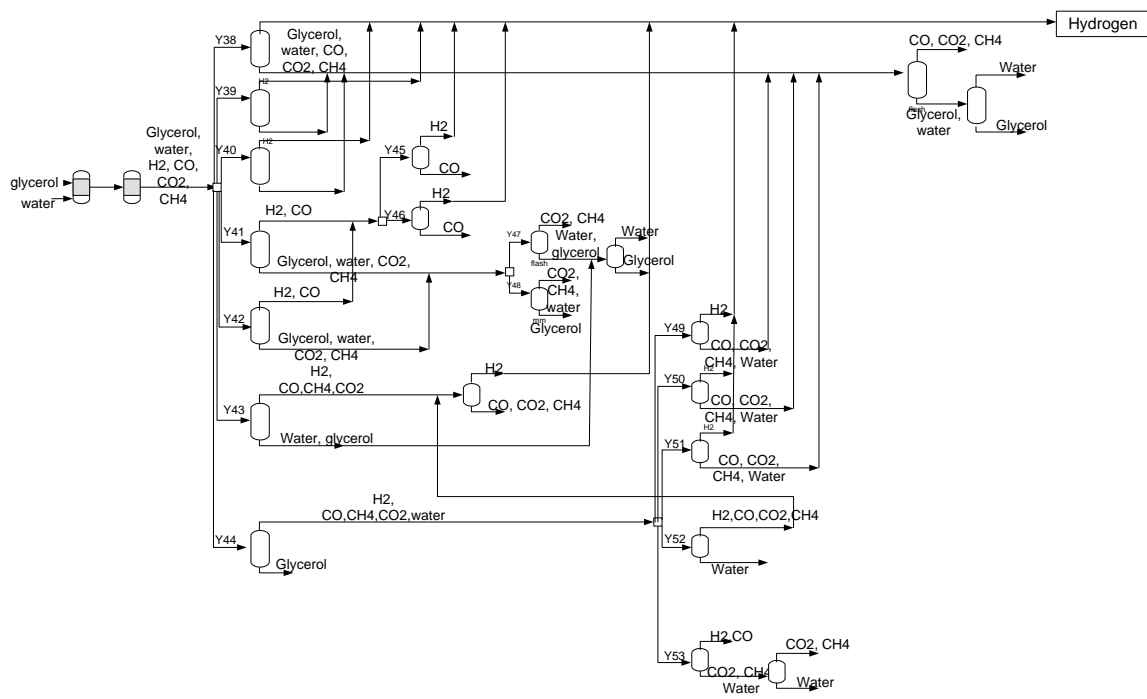 Hydrogen
Y38
Glycerol,
water, CO,
CO2, CH4
CO, CO2, CH4
Water
flash
Glycerol,
water
Glycerol
Y39
H2
Y40
H2
Glycerol,
water,
H2, CO,
CO2,
CH4
glycerol
water
Y45
H2
CO
Y46
H2
CO
Y41
H2, CO
Glycerol, water, CO2,
CH4
Y47
CO2, CH4
Water,
glycerol
flash
Water
Glycerol
Y48
CO2,
CH4,
water
mm
Glycerol
Y42
H2, CO
Glycerol, water,
CO2, CH4
Y43
H2,
CO,CH4,CO2
Water, glycerol
H2
CO, CO2, CH4
Y49
H2
CO, CO2,
CH4, Water
Y50
H2
CO, CO2,
CH4, Water
Y51
H2
CO, CO2,
CH4, Water
Y44
H2,
CO,CH4,CO2,water
Glycerol
Y52
H2,CO,CO2,CH4
Water
Y53
H2,CO
CO2, CH4
Water
CO2, CH4
Water